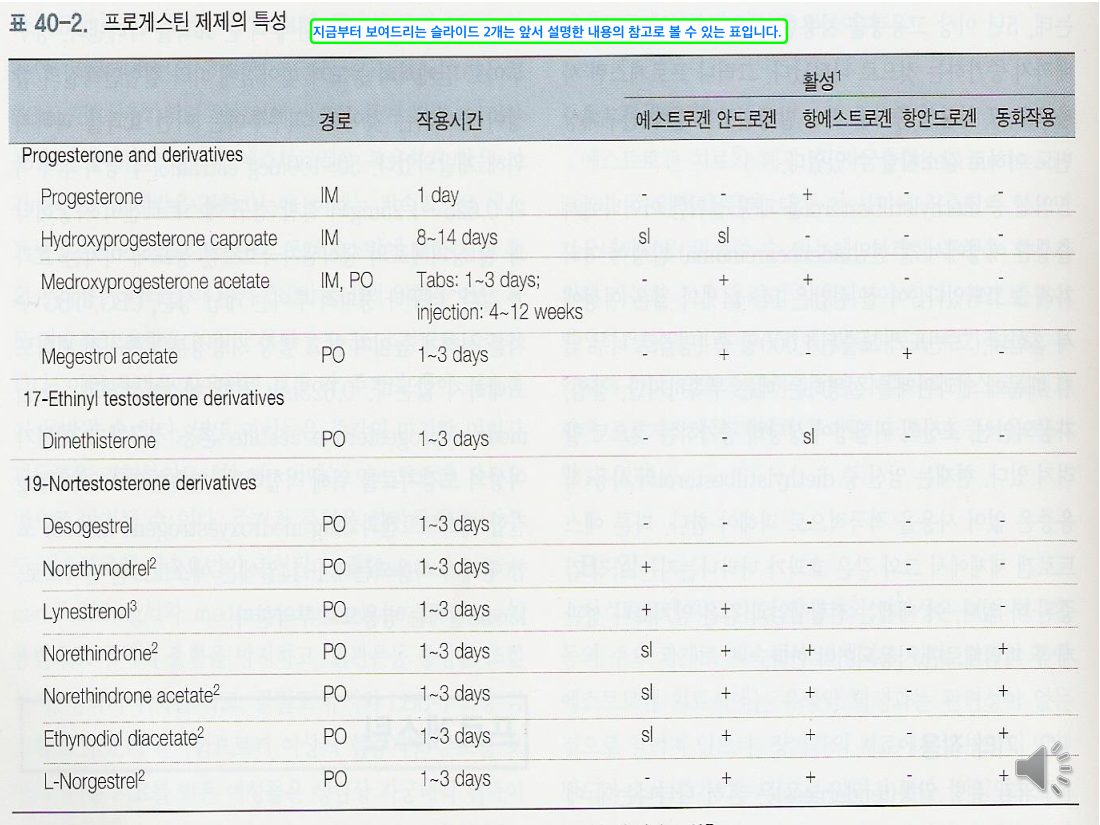 표 40-2. 프로게스틴 제제의 특성
지금부터 보여드리는 슬라이드 2개는 앞서 설명한 내용의 참고로 볼 수 있는 표입니다.
활성¹
경로 작용시간 에스트로겐 안드로겐 항에스트로겐 항안드로겐 동화작용
Progesterone and derivatives
Progesterone IM 1 day - - + - -
Hydroxyprogesterone caproate IM 8~14 days sl sl - - -
Medroxyprogesterone acetate IM, PO Tabs: 1~3 days; - + + - -
injection: 4~12 weeks
Megestrol acetate PO 1~3 days - + - + -
17-Ethinyl testosterone derivatives
Dimethisterone PO 1~3 days - - sl - -
19-Nortestosterone derivatives
Desogestrel PO 1~3 days - - - - -
Norethynodrel² PO 1~3 days + - - - -
Lynestrenol³ PO 1~3 days + + - - +
Norethindrone² PO 1~3 days sl + + - +
Norethindrone acetate² PO 1~3 days sl + + - +
Ethynodiol diacetate² PO 1~3 days sl + + - +
L-Norgestrel² PO 1~3 days - + + - +